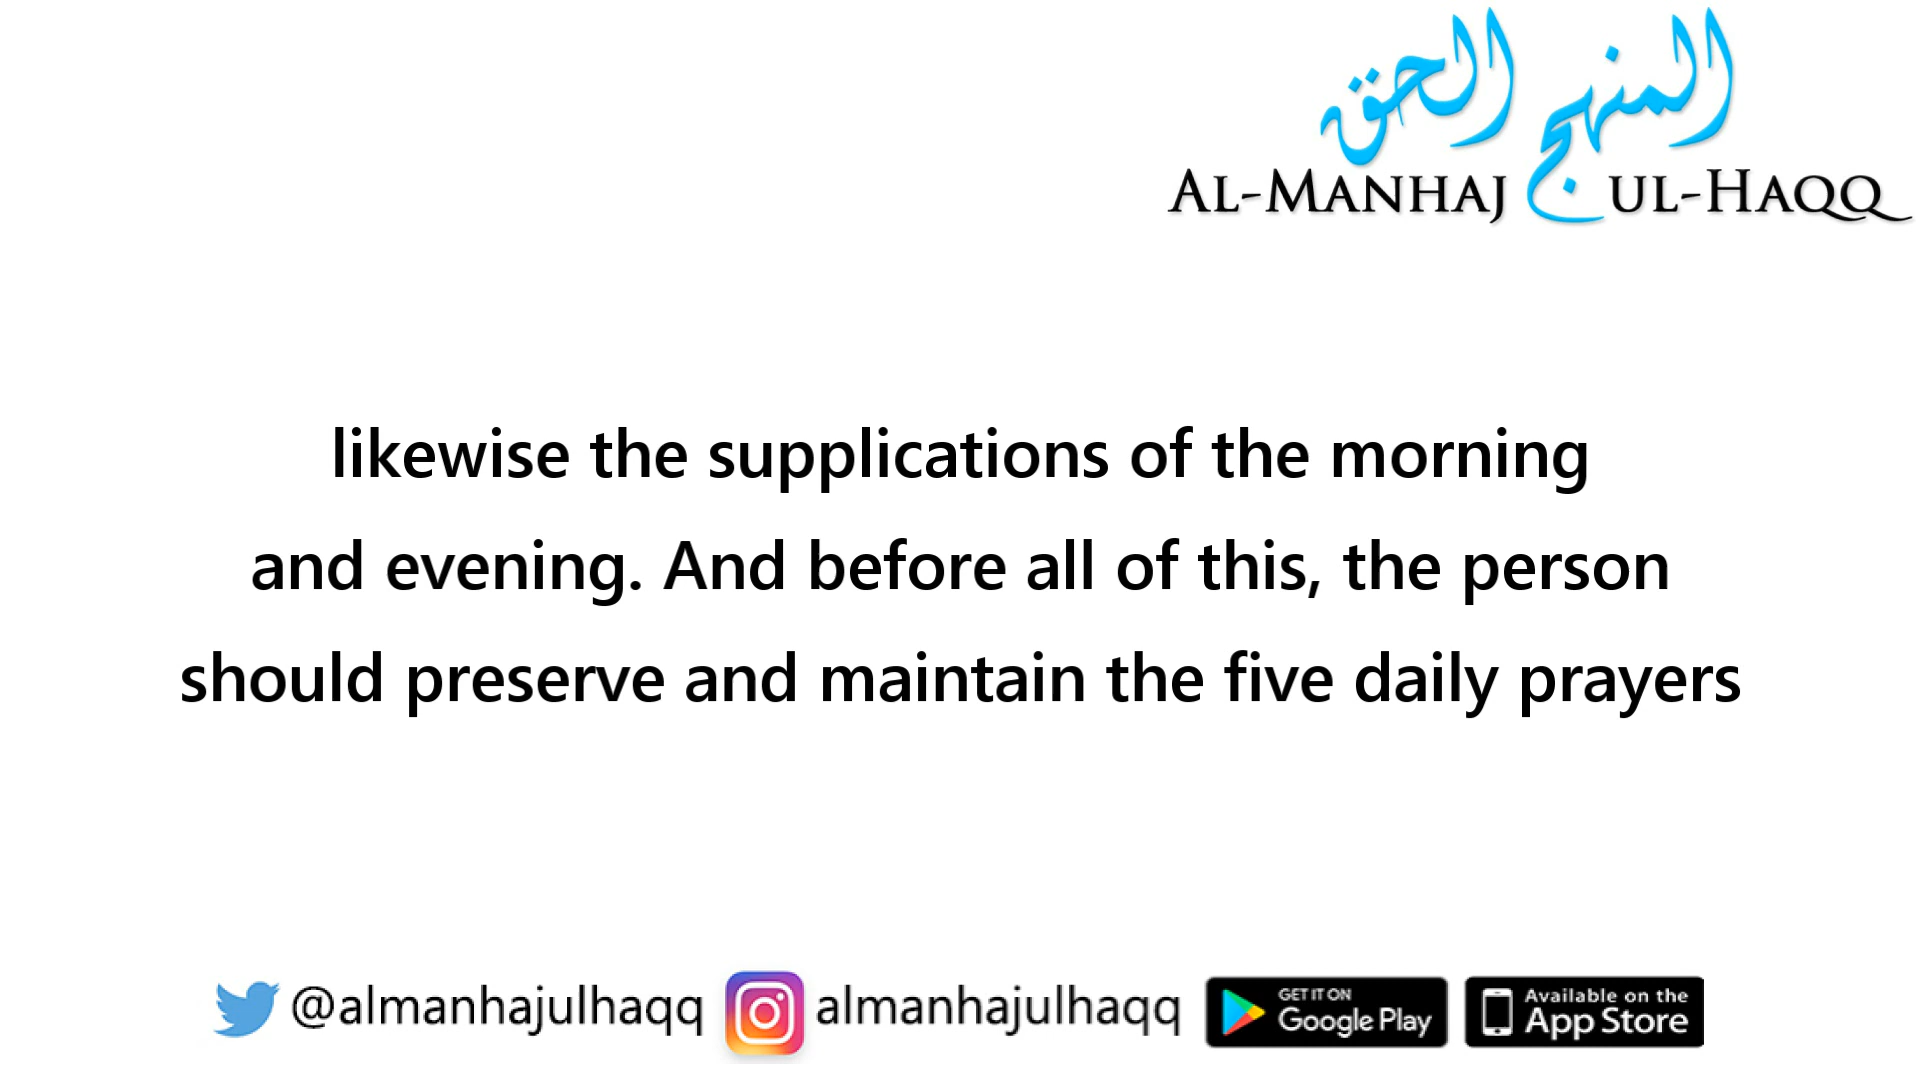 المنهج الحق
AL-MANHAJ UL-HAQQ
likewise the supplications of the morning
and evening. And before all of this, the person
should preserve and maintain the five daily prayers
@almanhajulhaqq almanhajulhaqq
GET IT ON
Google Play
Available on the
App Store